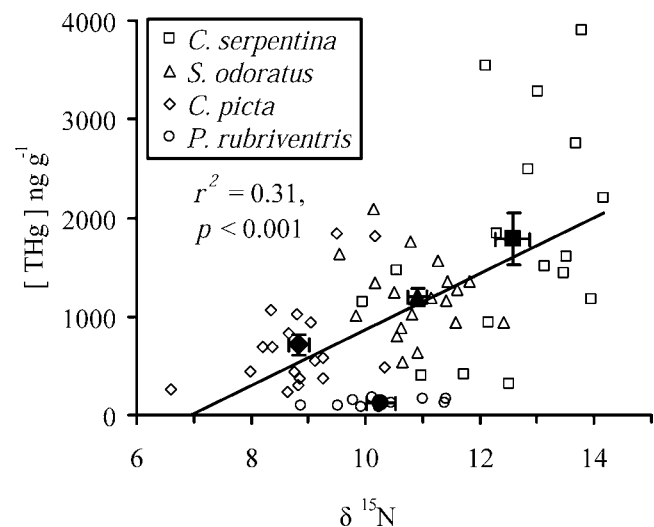 4000
3000
2000
1000
0
[ THg ] ng g⁻¹
C. serpentina
S. odoratus
C. picta
P. rubriventris
r² = 0.31,
p < 0.001
6 8 10 12 14
δ ¹⁵N